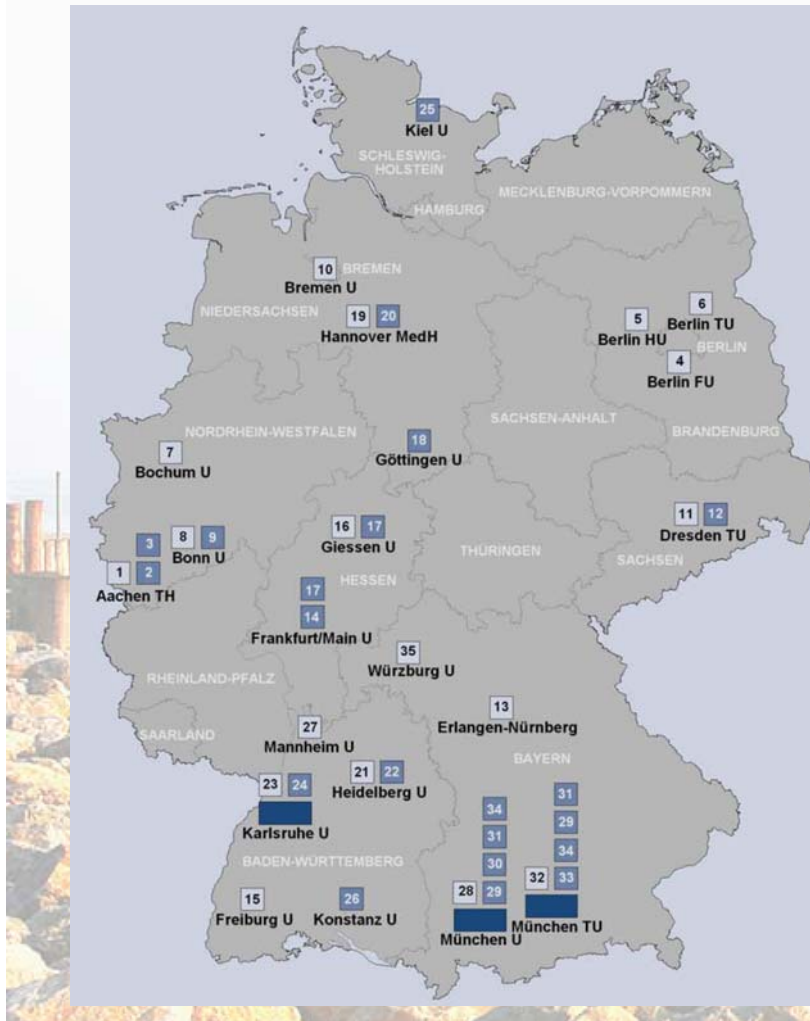 25
Kiel U
SCHLESWIG-
HOLSTEIN
MECKLENBURG-VORPOMMERN
HAMBURG
10 BREMEN
Bremen U
NIEDERSACHSEN
19 20
Hannover MedH
5
Berlin HU
6
Berlin TU
BERLIN
4
Berlin FU
NORDRHEIN-WESTFALEN
SACHSEN-ANHALT
BRANDENBURG
7
Bochum U
18
Göttingen U
3
8 9
Bonn U
1 2
Aachen TH
16 17
Giessen U
11 12
Dresden TU
THÜRINGEN
SACHSEN
HESSEN
17
14
Frankfurt/Main U
35
Würzburg U
RHEINLAND-PFALZ
SAARLAND
13
Erlangen-Nürnberg
27
Mannheim U
BAYERN
21 22
Heidelberg U
23 24
Karlsruhe U
BADEN-WÜRTTEMBERG
15
Freiburg U
26
Konstanz U
34
31
30
28 29
München U
31
29
34
32 33
München TU